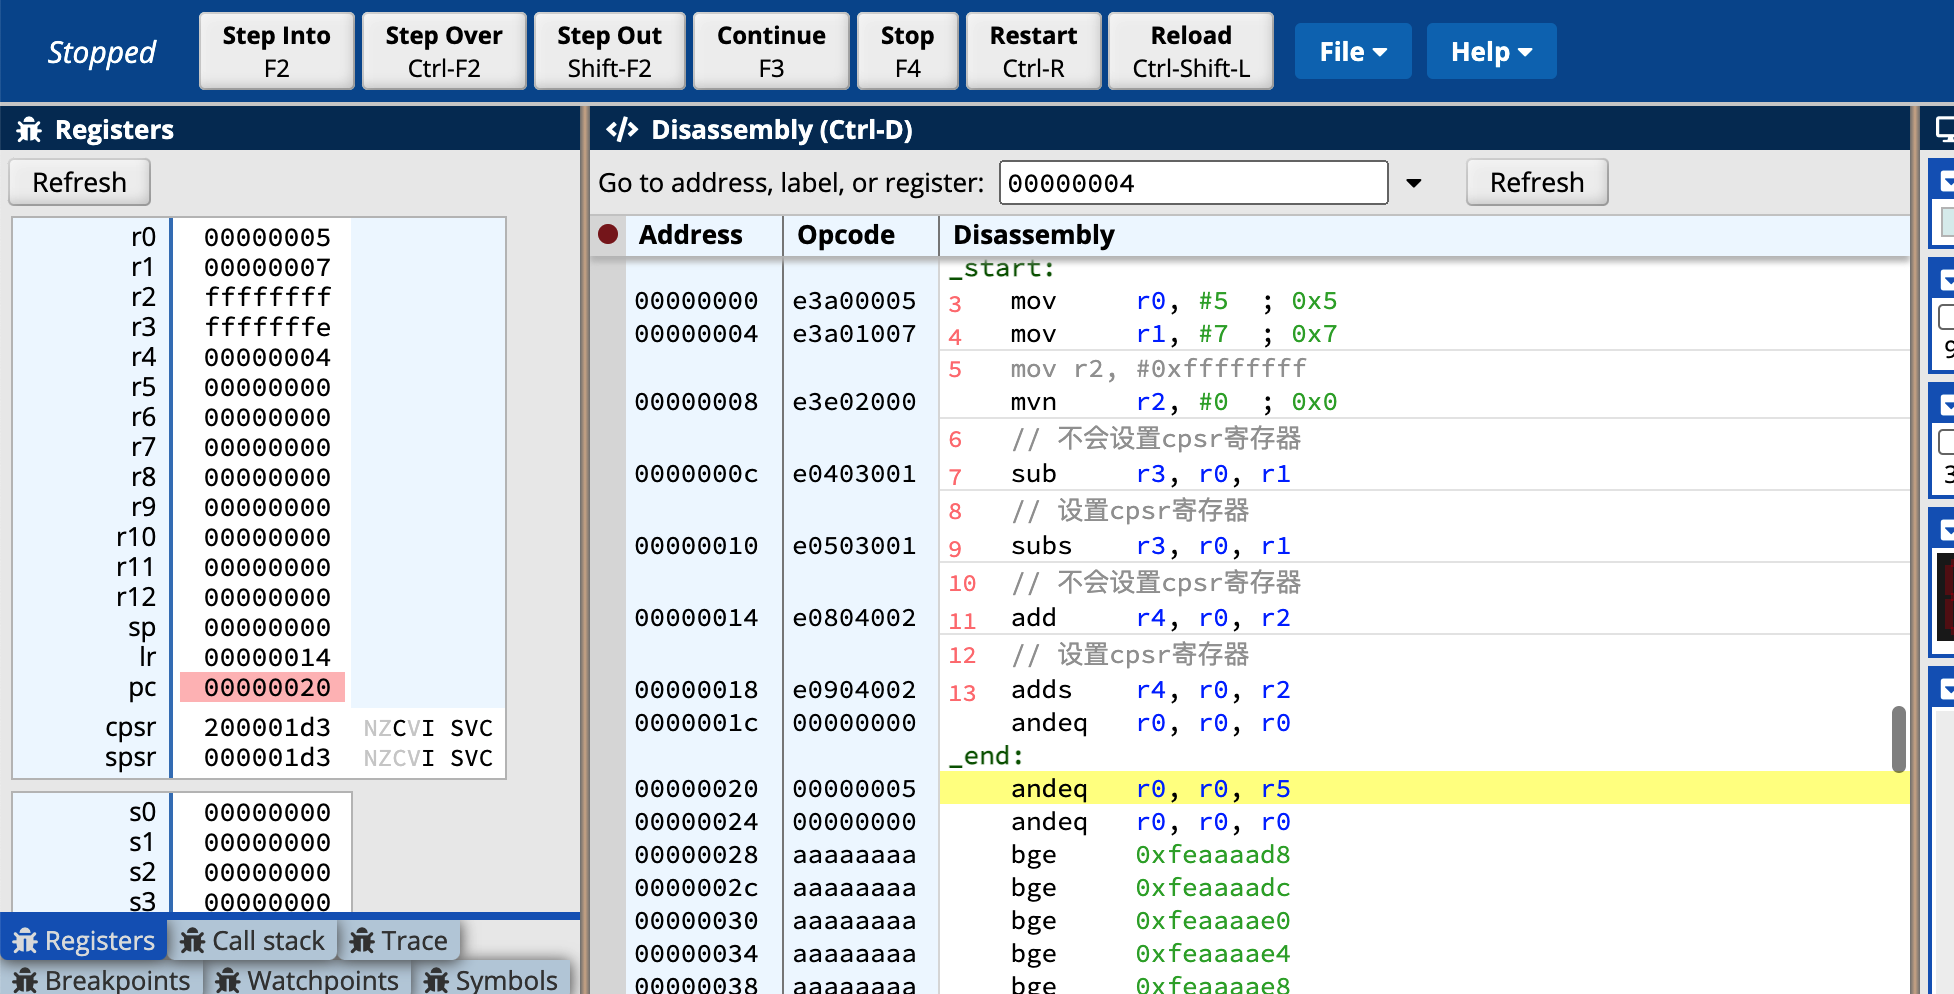 Stopped
Step Into
F2
Step Over
Ctrl-F2
Step Out
Shift-F2
Continue
F3
Stop
F4
Restart
Ctrl-R
Reload
Ctrl-Shift-L
File
Help
Registers
Refresh
r0 00000005
r1 00000007
r2 ffffffff
r3 fffffffe
r4 00000004
r5 00000000
r6 00000000
r7 00000000
r8 00000000
r9 00000000
r10 00000000
r11 00000000
r12 00000000
sp 00000000
lr 00000014
pc 00000020
cpsr 200001d3 NZCVI SVC
spsr 000001d3 NZCVI SVC
s0 00000000
s1 00000000
s2 00000000
s3 00000000
Registers Call stack Trace
Breakpoints Watchpoints Symbols
</> Disassembly (Ctrl-D)
Go to address, label, or register: 00000004 Refresh
Address Opcode Disassembly
_start:
00000000 e3a00005 3 mov r0, #5 ; 0x5
00000004 e3a01007 4 mov r1, #7 ; 0x7
5 mov r2, #0xffffffff
00000008 e3e02000 mvn r2, #0 ; 0x0
6 // 不会设置cpsr寄存器
0000000c e0403001 7 sub r3, r0, r1
8 // 设置cpsr寄存器
00000010 e0503001 9 subs r3, r0, r1
10 // 不会设置cpsr寄存器
00000014 e0804002 11 add r4, r0, r2
12 // 设置cpsr寄存器
00000018 e0904002 13 adds r4, r0, r2
0000001c 00000000 andeq r0, r0, r0
_end:
00000020 00000005 andeq r0, r0, r5
00000024 00000000 andeq r0, r0, r0
00000028 aaaaaaaa bge 0xfeaaaad8
0000002c aaaaaaaa bge 0xfeaaaadc
00000030 aaaaaaaa bge 0xfeaaaae0
00000034 aaaaaaaa bge 0xfeaaaae4
00000038 aaaaaaaa bge 0xfeaaaae8